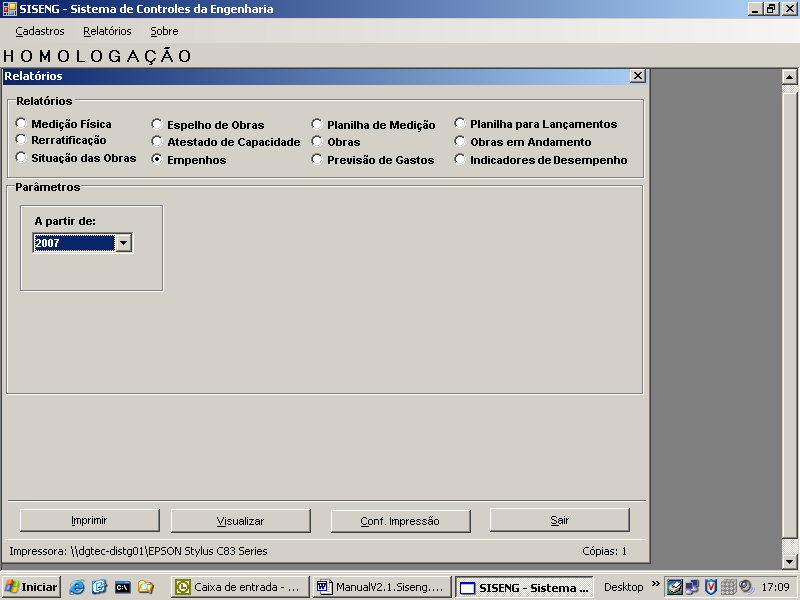 SISENG - Sistema de Controles da Engenharia
Cadastros Relatórios Sobre
HOMOLOGAÇÃO
Relatórios
Relatórios
Medição Física Espelho de Obras Planilha de Medição Planilha para Lançamentos
Rerratificação Atestado de Capacidade Obras Obras em Andamento
Situação das Obras Empenhos Previsão de Gastos Indicadores de Desempenho
Parâmetros
A partir de:
2007
Imprimir Visualizar Conf. Impressão Sair
Impressora: \\dgtec-distg01\EPSON Stylus C83 Series Cópias: 1
Iniciar Caixa de entrada - ... ManualV2.1.Siseng.... SISENG - Sistema ... Desktop » 17:09